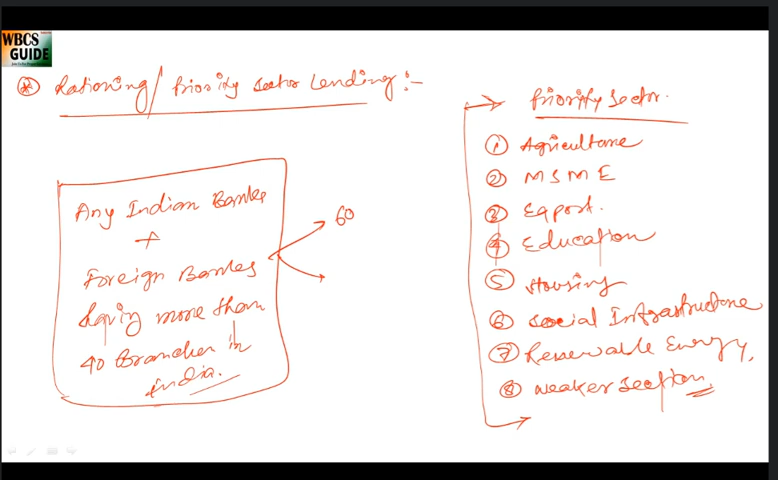 WBCS
GUIDE
Rationing/Priority Sector Lending:-
Any Indian Banks
+
Foreign Banks
having more than
40 Branches in
india.
60
Priority Sector.
① Agriculture
② MSME
③ Export.
④ Education
⑤ Housing
⑥ Social Infrastructure
⑦ Renewable Energy,
⑧ Weaker section